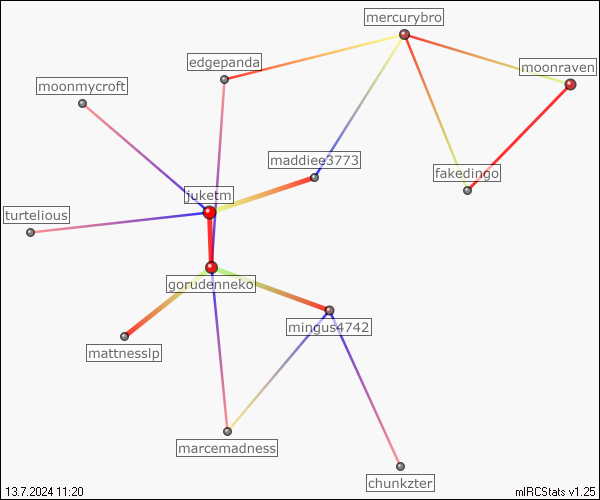 mercurybro
edgepanda
moonraven
moonmycroft
maddiee3773
fakedingo
juketm
turtelious
gorudenneko
mingus4742
mattnesslp
marcemadness
chunkzter
13.7.2024 11:20
mIRCStats v1.25